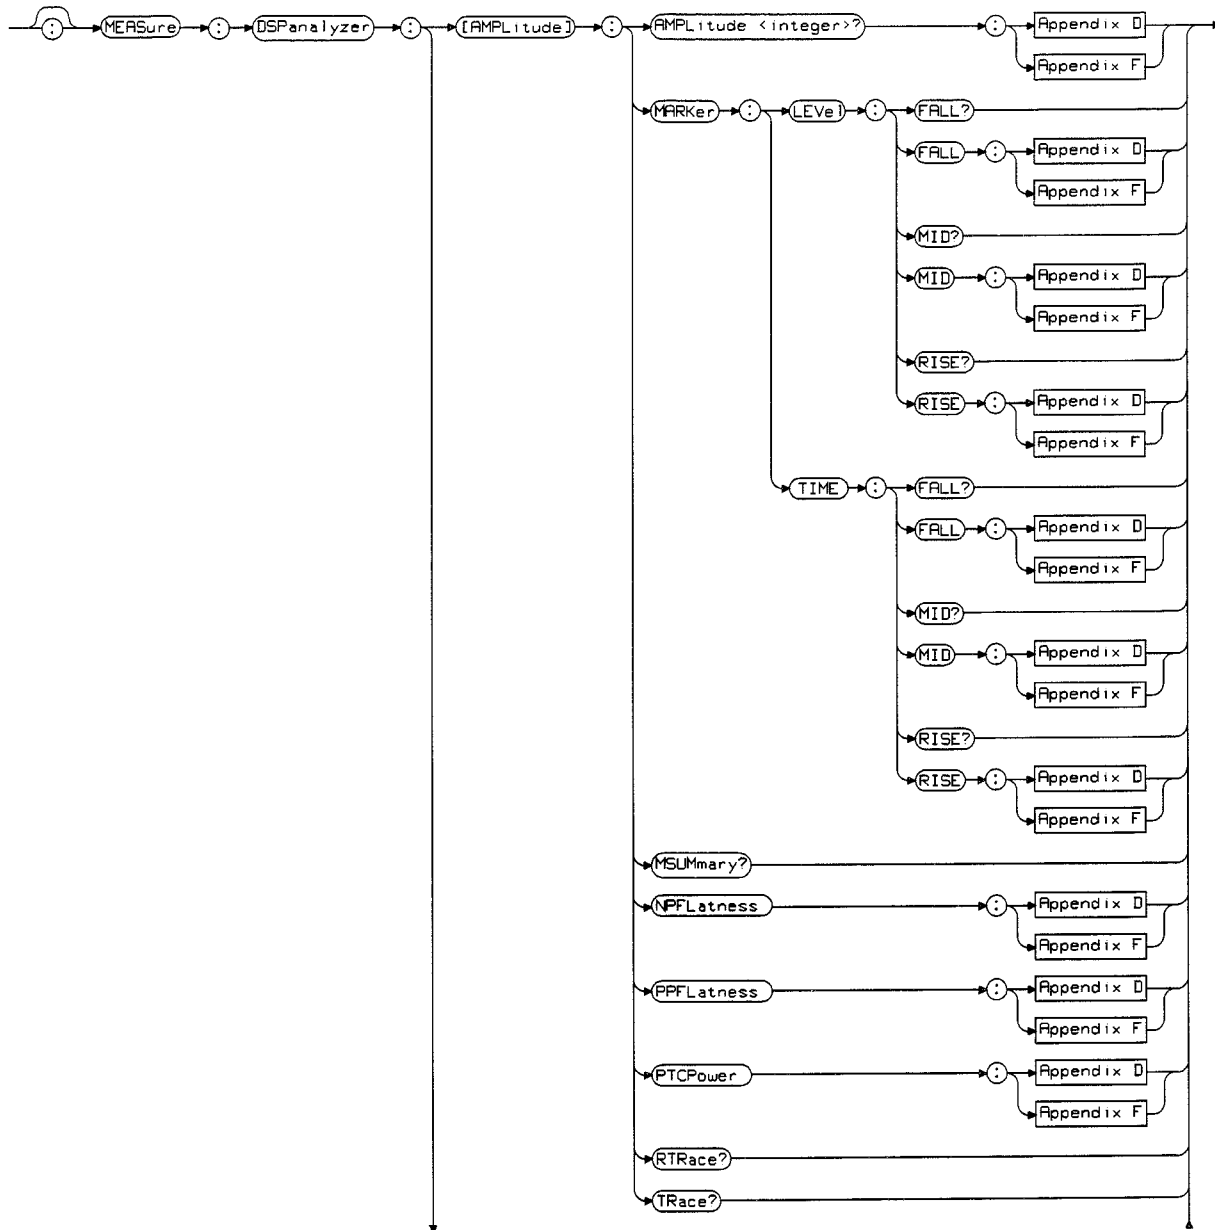 : MEASure : DSPanalyzer : [AMPLitude] : AMPLitude <integer>? : Appendix D
Appendix F
MARKer : LEVel : FALL?
FALL : Appendix D
Appendix F
MID?
MID : Appendix D
Appendix F
RISE?
RISE : Appendix D
Appendix F
TIME : FALL?
FALL : Appendix D
Appendix F
MID?
MID : Appendix D
Appendix F
RISE?
RISE : Appendix D
Appendix F
MSUMmary?
NPFLatness : Appendix D
Appendix F
PPFLatness : Appendix D
Appendix F
PTCPower : Appendix D
Appendix F
RTRace?
TRace?